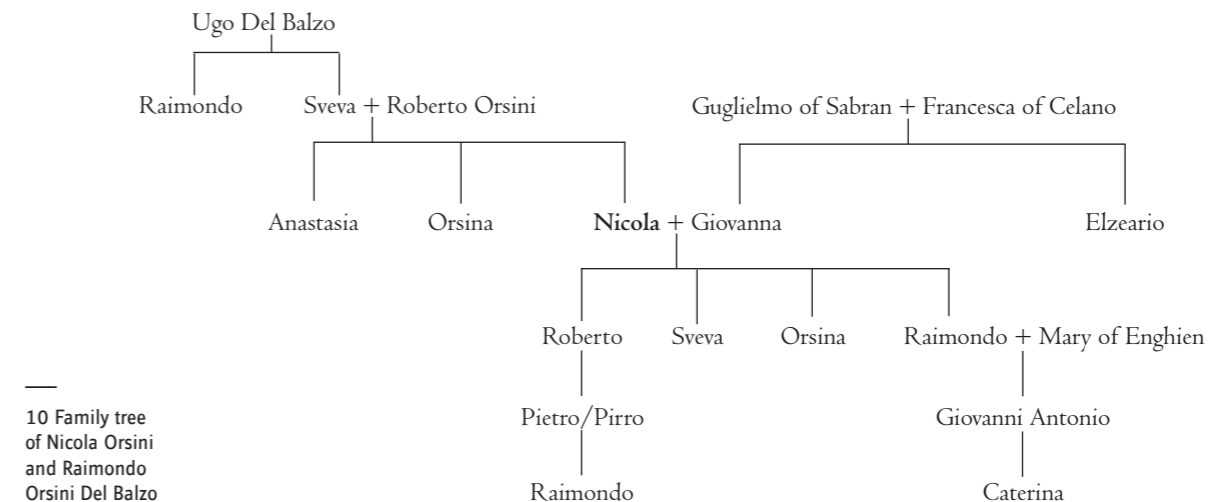 Ugo Del Balzo
Raimondo Sveva + Roberto Orsini Guglielmo of Sabran + Francesca of Celano
Anastasia Orsina Nicola + Giovanna Elzeario
Roberto Sveva Orsina Raimondo + Mary of Enghien
Pietro/Pirro Giovanni Antonio
Raimondo Caterina
10 Family tree
of Nicola Orsini
and Raimondo
Orsini Del Balzo